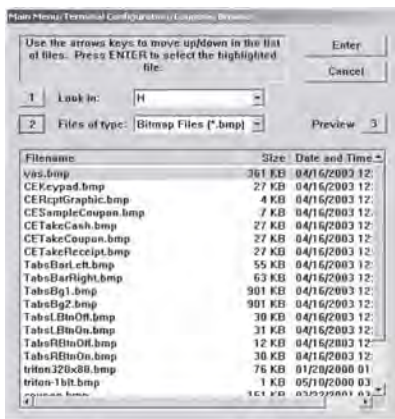 Main Menu/Terminal Configuration/Coupons/Browse
Use the arrows keys to move up/down in the list
of files. Press ENTER to select the highlighted
file.
Enter
Cancel
1 Look in: H
2 Files of type: Bitmap Files (*.bmp) Preview 3
Filename Size Date and Time
vas.bmp 361 KB 04/16/2003 12:
CEKeypad.bmp 27 KB 04/16/2003 12:
CERcptGraphic.bmp 4 KB 04/16/2003 12:
CESampleCoupon.bmp 7 KB 04/16/2003 12:
CETakeCash.bmp 27 KB 04/16/2003 12:
CETakeCoupon.bmp 27 KB 04/16/2003 12:
CETakeReceipt.bmp 27 KB 04/16/2003 12:
TabsBarLeft.bmp 55 KB 04/16/2003 12:
TabsBarRight.bmp 63 KB 04/16/2003 12:
TabsBg1.bmp 901 KB 04/16/2003 12:
TabsBg2.bmp 901 KB 04/16/2003 12:
TabsLBtnOff.bmp 30 KB 04/16/2003 12:
TabsLBtnOn.bmp 31 KB 04/16/2003 12:
TabsRBtnOff.bmp 12 KB 04/16/2003 12:
TabsRBtnOn.bmp 30 KB 04/16/2003 12:
triton320x80.bmp 76 KB 01/20/2000 01
triton-1bit.bmp 1 KB 05/10/2000 03
coupon.bmp 151 KB 03/22/2001 03